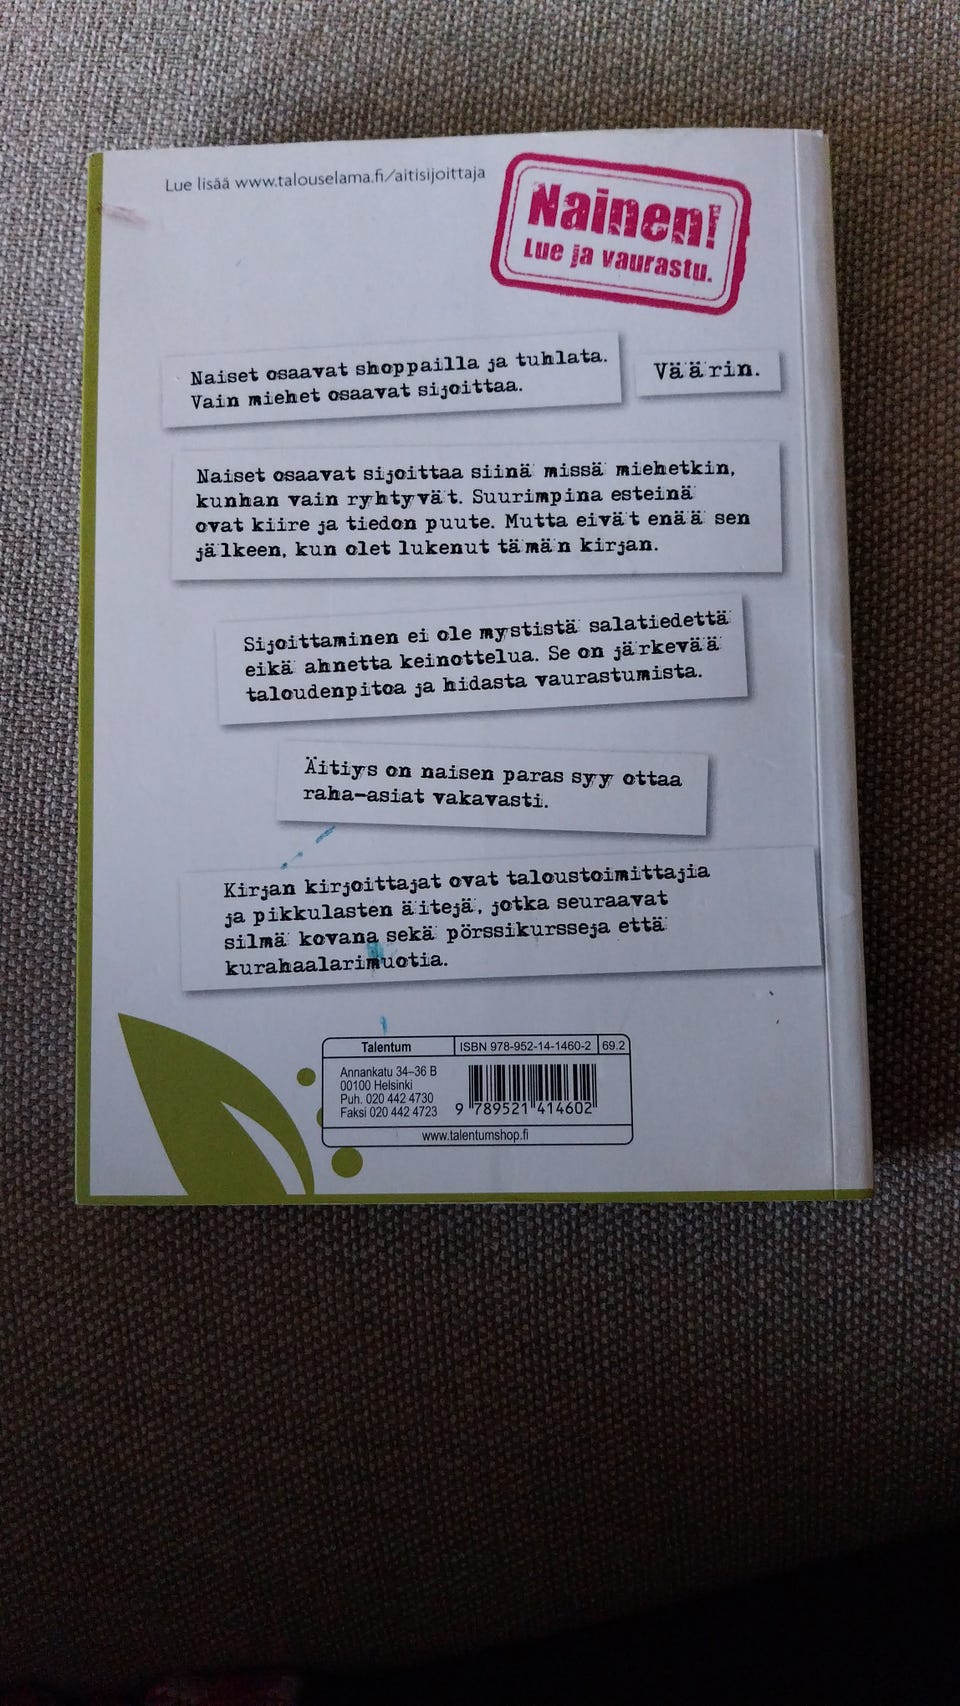 Lue lisää www.talouselama.fi/aitisijoittaja
Nainen!
Lue ja vaurastu.
Naiset osaavat shoppailla ja tuhlata.
Vain miehet osaavat sijoittaa.
Väärin.
Naiset osaavat sijoittaa siinä missä miehetkin,
kunhan vain ryhtyvät. Suurimpina esteinä
ovat kiire ja tiedon puute. Mutta eivät enää sen
jälkeen, kun olet lukenut tämän kirjan.
Sijoittaminen ei ole mystistä salatiedettä
eikä ahnetta keinottelua. Se on järkevää
taloudenpitoa ja hidasta vaurastumista.
Äitiys on naisen paras syy ottaa
raha-asiat vakavasti.
Kirjan kirjoittajat ovat taloustoimittajia
ja pikkulasten äitejä, jotka seuraavat
silmä kovana sekä pörssikursseja että
kurahaalarimuotia.
Talentum ISBN 978-952-14-1460-2 69.2
Annankatu 34–36 B
00100 Helsinki
Puh. 020 442 4730
Faksi 020 442 4723
9 789521 414602
www.talentumshop.fi